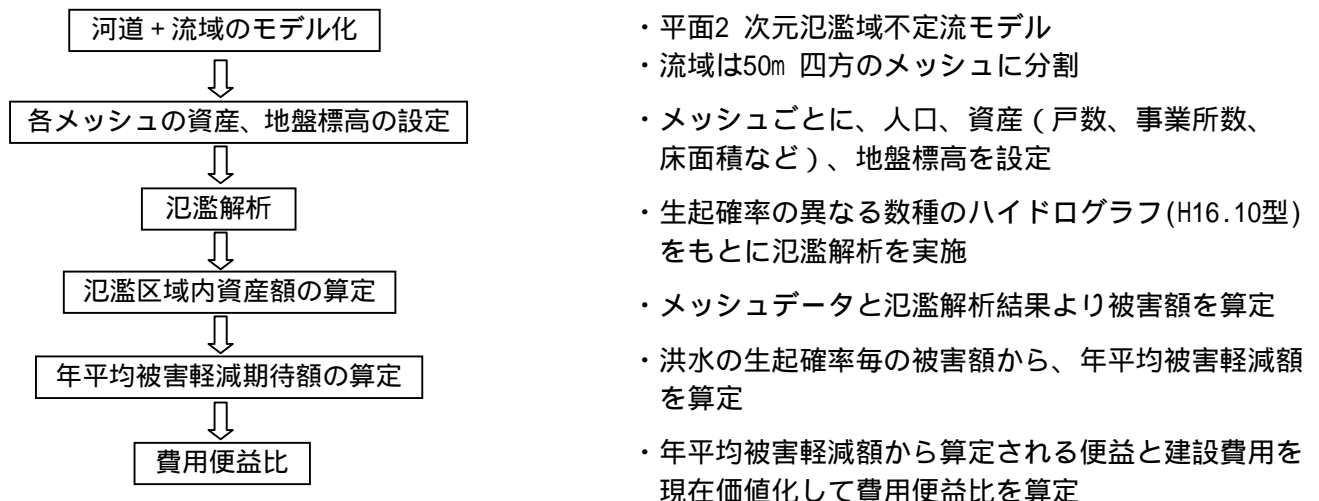 河道+流域のモデル化
各メッシュの資産、地盤標高の設定
氾濫解析
氾濫区域内資産額の算定
年平均被害軽減期待額の算定
費用便益比
・平面2 次元氾濫域不定流モデル
・流域は50m 四方のメッシュに分割
・メッシュごとに、人口、資産(戸数、事業所数、
床面積など)、地盤標高を設定
・生起確率の異なる数種のハイドログラフ(H16.10型)
をもとに氾濫解析を実施
・メッシュデータと氾濫解析結果より被害額を算定
・洪水の生起確率毎の被害額から、年平均被害軽減額
を算定
・年平均被害軽減額から算定される便益と建設費用を
現在価値化して費用便益比を算定